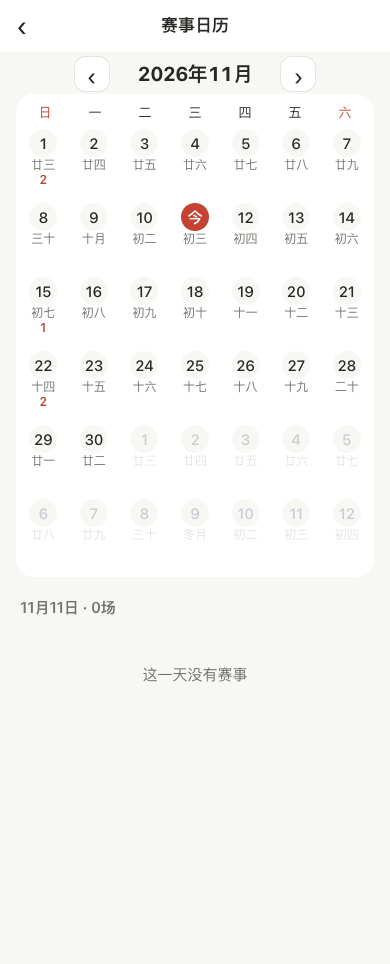 ‹ 赛事日历
‹ 2026年11月 ›
日 一 二 三 四 五 六
1 2 3 4 5 6 7
廿三 廿四 廿五 廿六 廿七 廿八 廿九
2
8 9 10 今 12 13 14
三十 十月 初二 初三 初四 初五 初六
15 16 17 18 19 20 21
初七 初八 初九 初十 十一 十二 十三
1
22 23 24 25 26 27 28
十四 十五 十六 十七 十八 十九 二十
2
29 30 1 2 3 4 5
廿一 廿二 廿三 廿四 廿五 廿六 廿七
6 7 8 9 10 11 12
廿八 廿九 三十 冬月 初二 初三 初四
11月11日 · 0场
这一天没有赛事